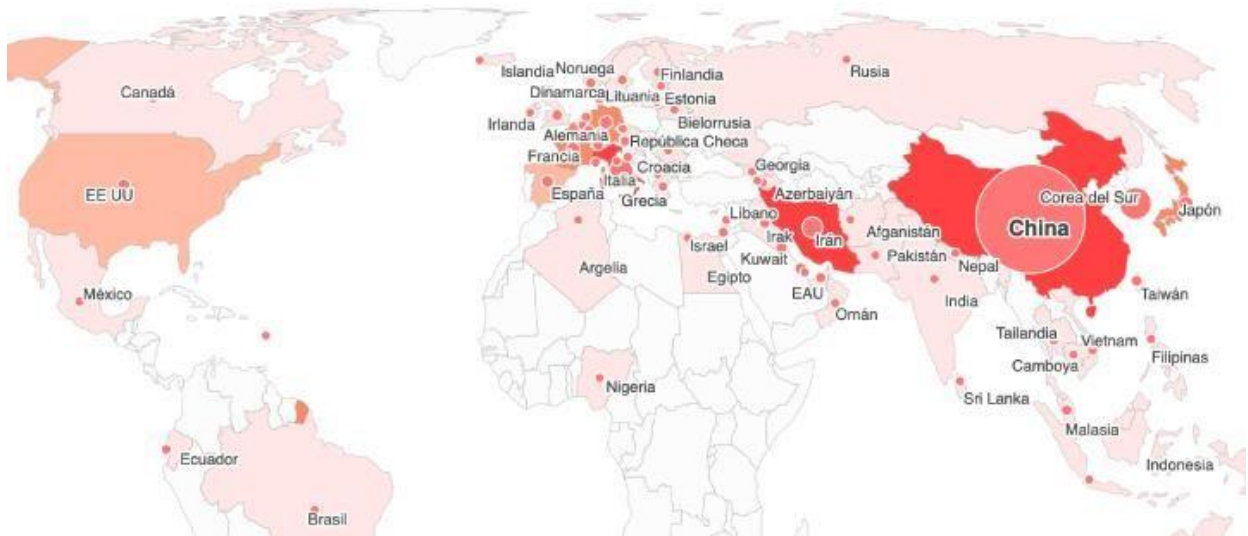 Islandia
Noruega
Finlandia
Rusia
Canadá
Dinamarca
Lituania
Estonia
Irlanda
Bielorrusia
Alemania
República Checa
Francia
Croacia
Georgia
EE UU
España
Italia
Azerbaiyán
Grecia
Corea del Sur
Japón
Líbano
Afganistán
China
Israel
Irak
Irán
Kuwait
Pakistán
Nepal
Argelia
Egipto
México
EAU
India
Taiwán
Omán
Tailandia
Vietnam
Camboya
Filipinas
Nigeria
Sri Lanka
Malasia
Ecuador
Indonesia
Brasil